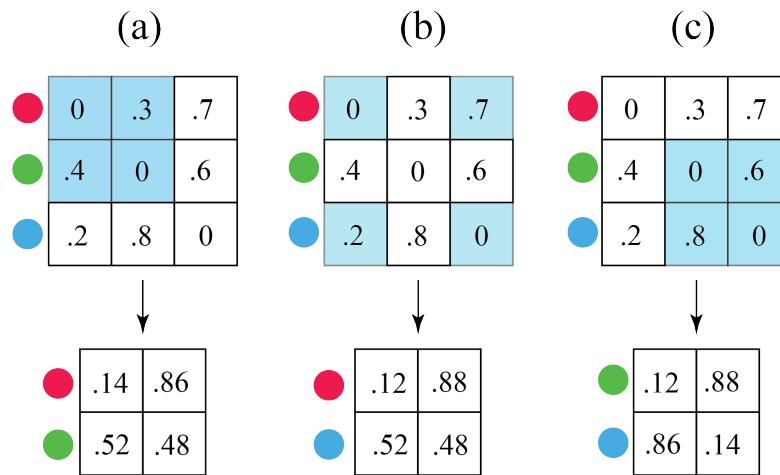 (a) (b) (c)
0 .3 .7 0 .3 .7 0 .3 .7
.4 0 .6 .4 0 .6 .4 0 .6
.2 .8 0 .2 .8 0 .2 .8 0
.14 .86 .12 .88 .12 .88
.52 .48 .52 .48 .86 .14